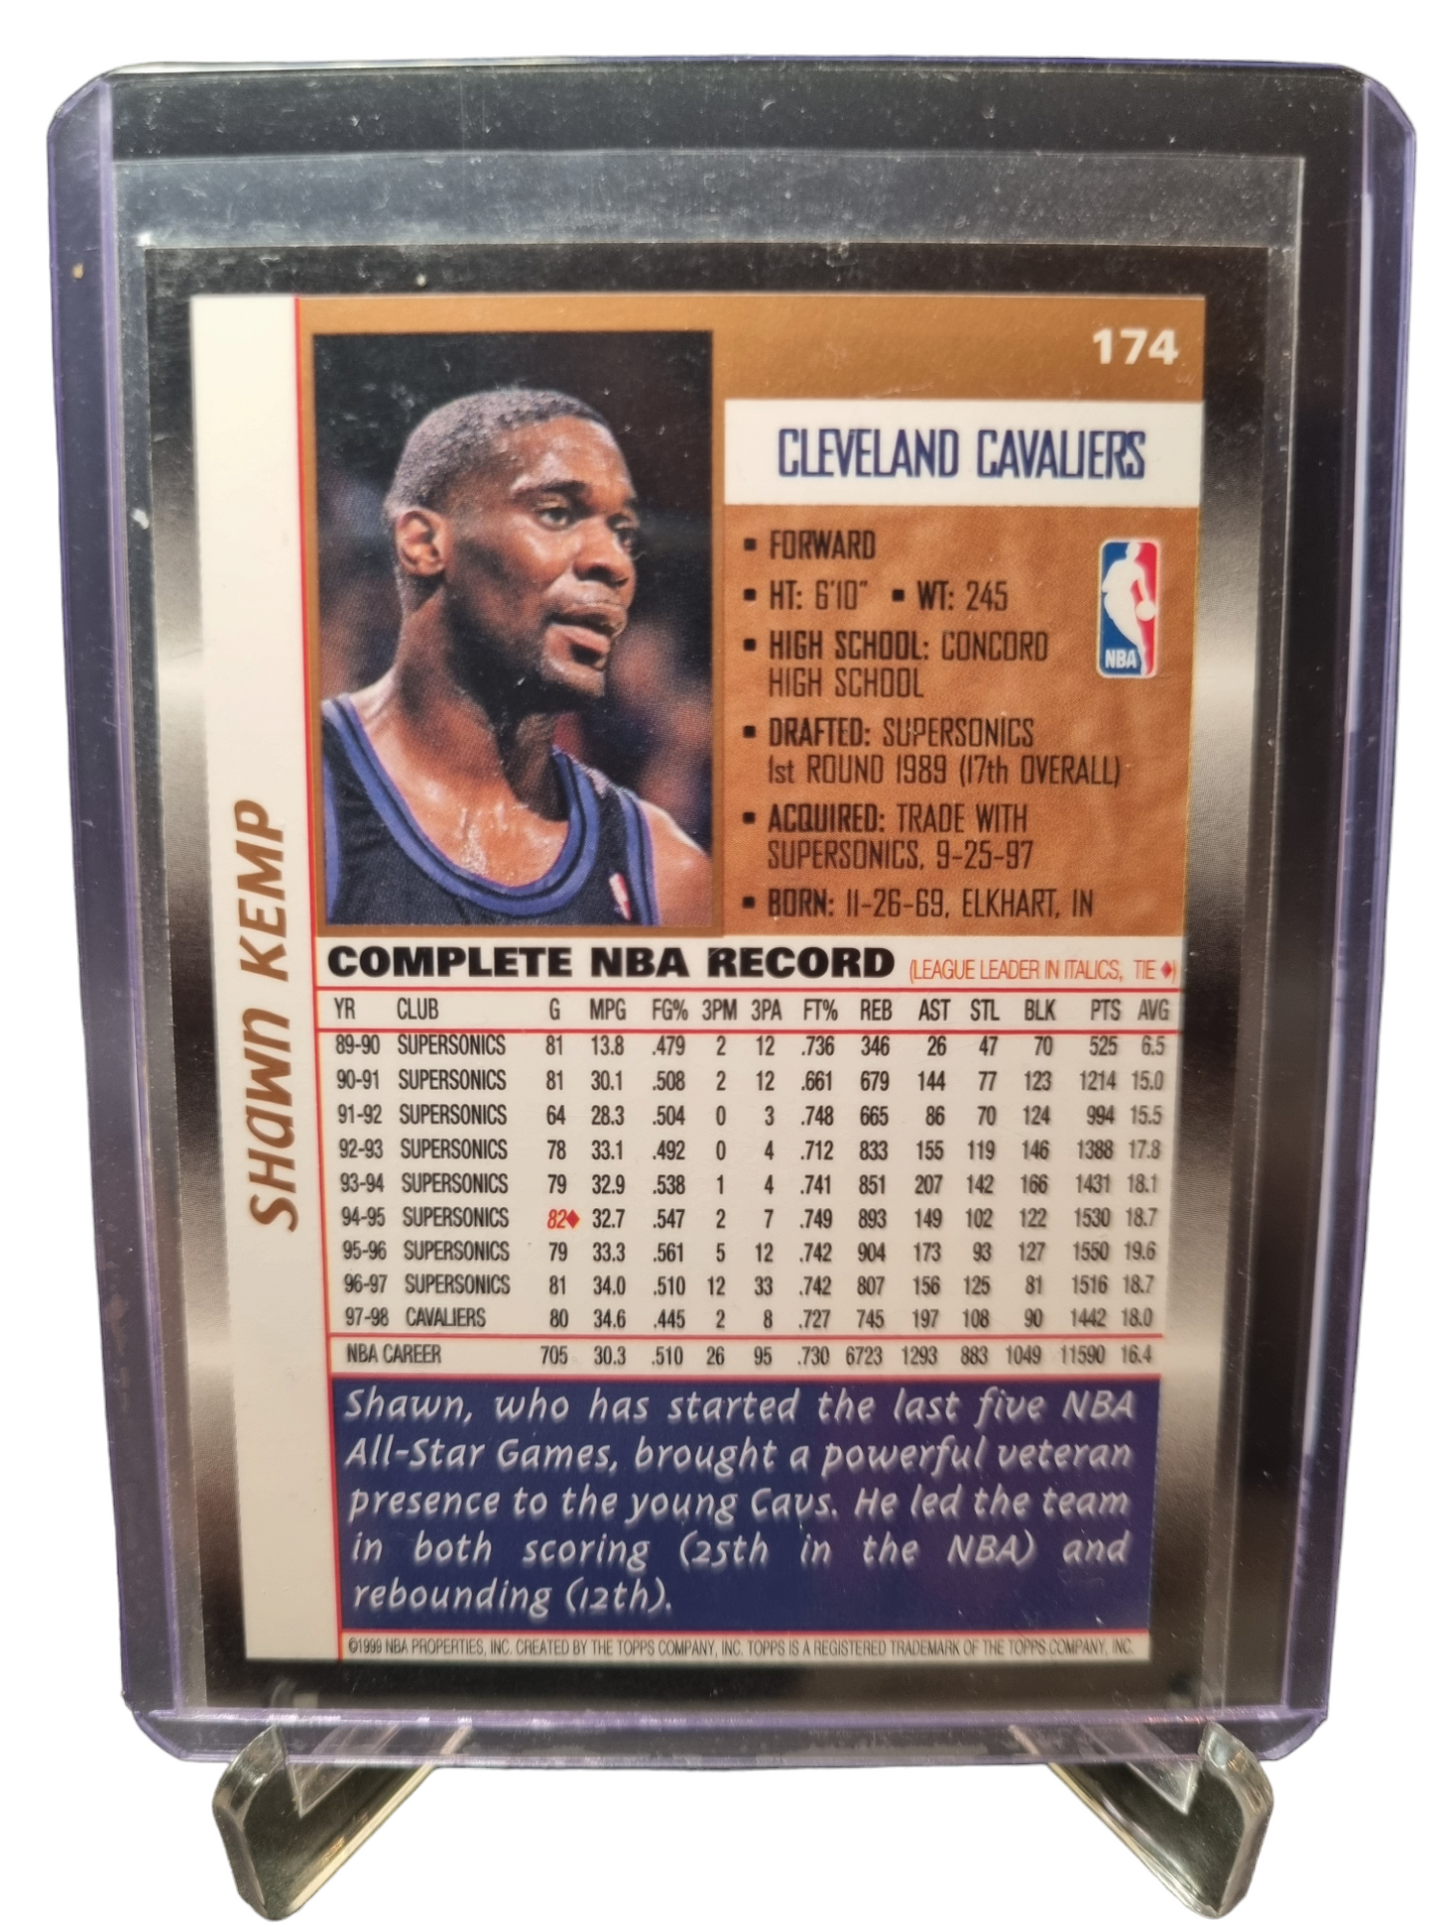 174
CLEVELAND CAVALIERS
▪ FORWARD
▪ HT: 6'10" ▪ WT: 245
▪ HIGH SCHOOL: CONCORD
HIGH SCHOOL
▪ DRAFTED: SUPERSONICS
1st ROUND 1989 (17th OVERALL)
▪ ACQUIRED: TRADE WITH
SUPERSONICS, 9-25-97
▪ BORN: 11-26-69, ELKHART, IN
NBA
SHAWN KEMP
COMPLETE NBA RECORD (LEAGUE LEADER IN ITALICS, TIE ♦)
YR CLUB G MPG FG% 3PM 3PA FT% REB AST STL BLK PTS AVG
89-90 SUPERSONICS 81 13.8 .479 2 12 .736 346 26 47 70 525 6.5
90-91 SUPERSONICS 81 30.1 .508 2 12 .661 679 144 77 123 1214 15.0
91-92 SUPERSONICS 64 28.3 .504 0 3 .748 665 86 70 124 994 15.5
92-93 SUPERSONICS 78 33.1 .492 0 4 .712 833 155 119 146 1388 17.8
93-94 SUPERSONICS 79 32.9 .538 1 4 .741 851 207 142 166 1431 18.1
94-95 SUPERSONICS 82♦ 32.7 .547 2 7 .749 893 149 102 122 1530 18.7
95-96 SUPERSONICS 79 33.3 .561 5 12 .742 904 173 93 127 1550 19.6
96-97 SUPERSONICS 81 34.0 .510 12 33 .742 807 156 125 81 1516 18.7
97-98 CAVALIERS 80 34.6 .445 2 8 .727 745 197 108 90 1442 18.0
NBA CAREER 705 30.3 .510 26 95 .730 6723 1293 883 1049 11590 16.4
Shawn, who has started the last five NBA
All-Star Games, brought a powerful veteran
presence to the young Cavs. He led the team
in both scoring (25th in the NBA) and
rebounding (12th).
©1999 NBA PROPERTIES, INC. CREATED BY THE TOPPS COMPANY, INC. TOPPS IS A REGISTERED TRADEMARK OF THE TOPPS COMPANY, INC.